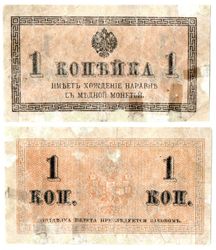 1 КОПѢЙКА 1
ИМѢЕТЪ ХОЖДЕНІЕ НАРАВНѢ
СЪ МѢДНОЙ МОНЕТОЙ.
1 1
КОП. КОП.
ПОДДѢЛКА БИЛЕТА ПРЕСЛѢДУЕТСЯ ЗАКОНОМЪ.